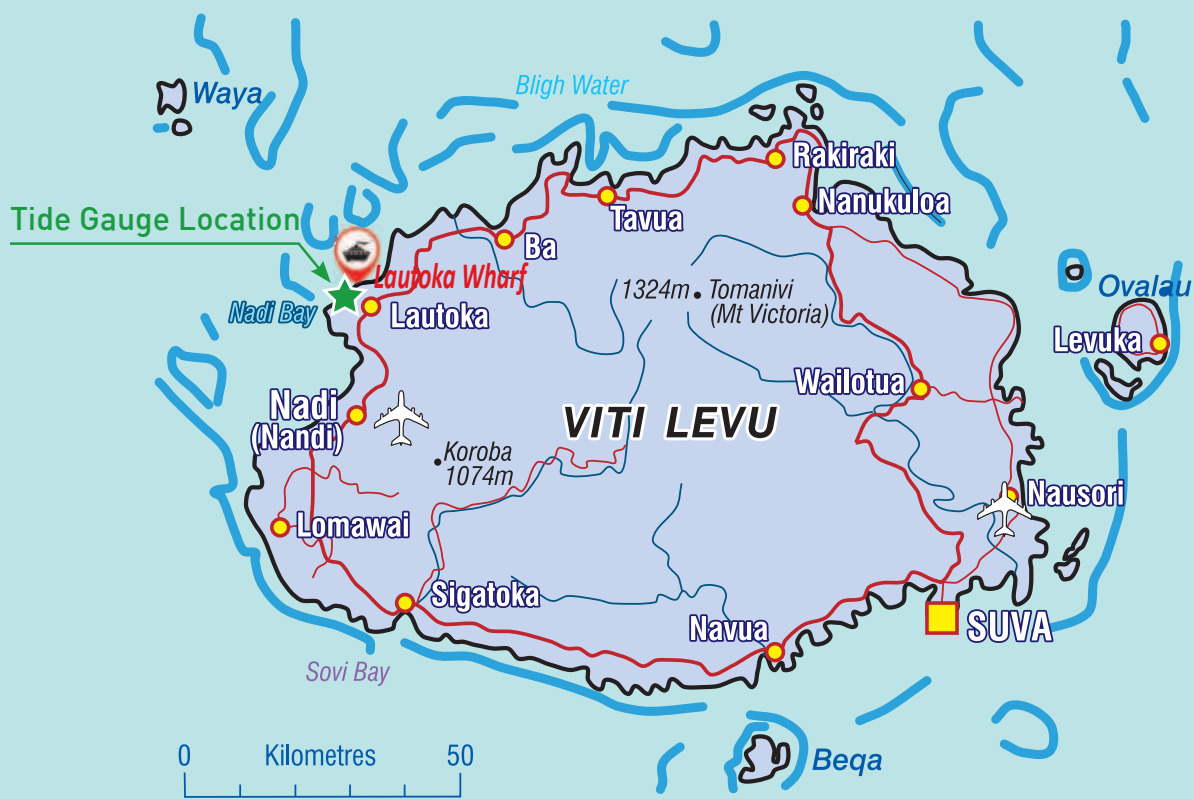 Bligh Water
Waya
Rakiraki
Nanukuloa
Tavua
Tide Gauge Location
Ba
Lautoka Wharf
Nadi Bay
Lautoka
1324m
Tomanivi
(Mt Victoria)
Ovalau
Levuka
Wailotua
Nadi
(Nandi)
VITI LEVU
Koroba
1074m
Nausori
Lomawai
Sigatoka
Navua
SUVA
Sovi Bay
0 Kilometres 50
Beqa